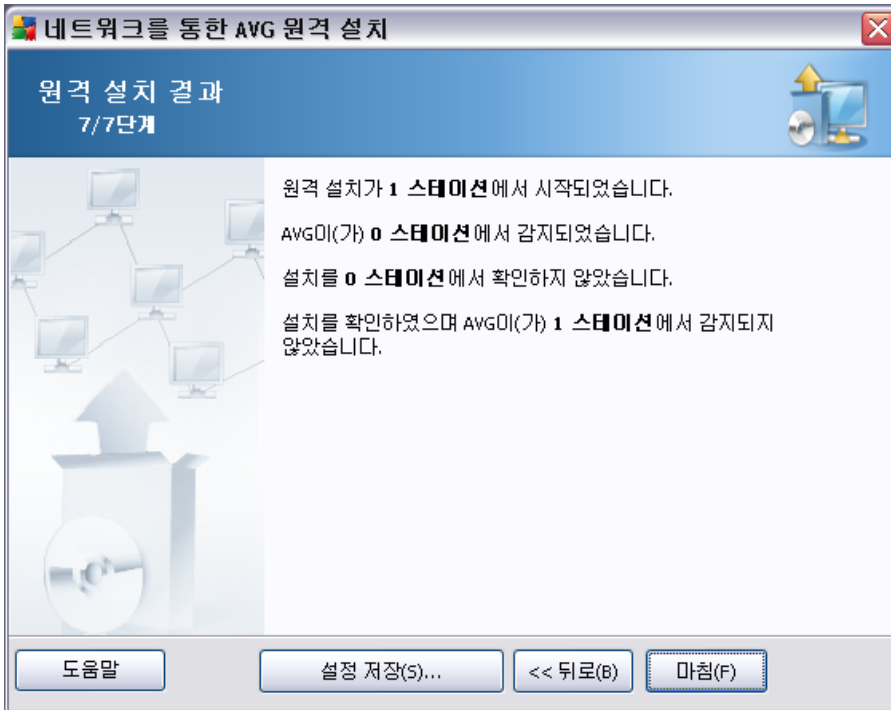 네트워크를 통한 AVG 원격 설치
원격 설치 결과
7/7단계
원격 설치가 1 스테이션에서 시작되었습니다.
AVG이(가) 0 스테이션에서 감지되었습니다.
설치를 0 스테이션에서 확인하지 않았습니다.
설치를 확인하였으며 AVG이(가) 1 스테이션에서 감지되지
않았습니다.
도움말
설정 저장(S)...
<< 뒤로(B)
마침(F)